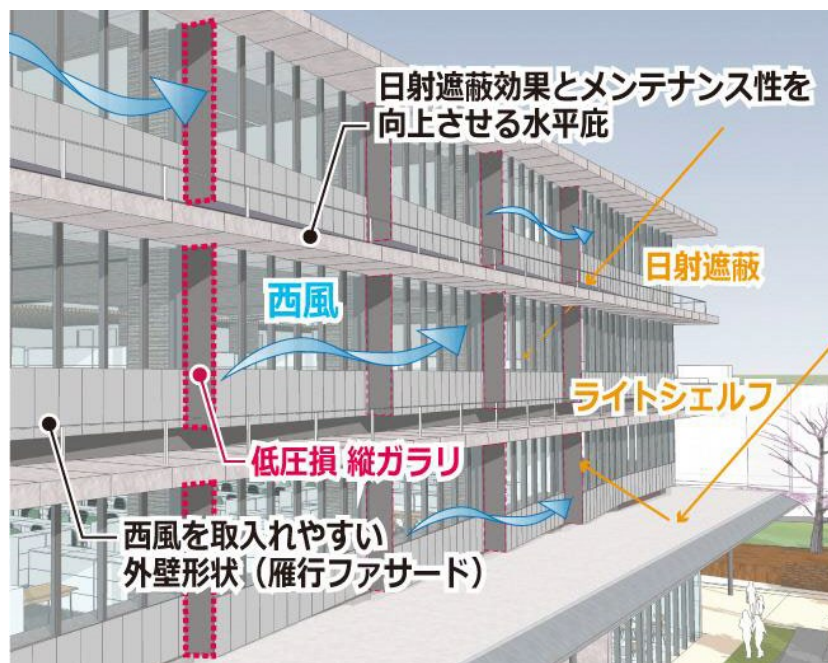 日射遮蔽効果とメンテナンス性を
向上させる水平庇
日射遮蔽
西風
ライトシェルフ
低圧損 縦ガラリ
西風を取入れやすい
外壁形状（雁行ファサード）